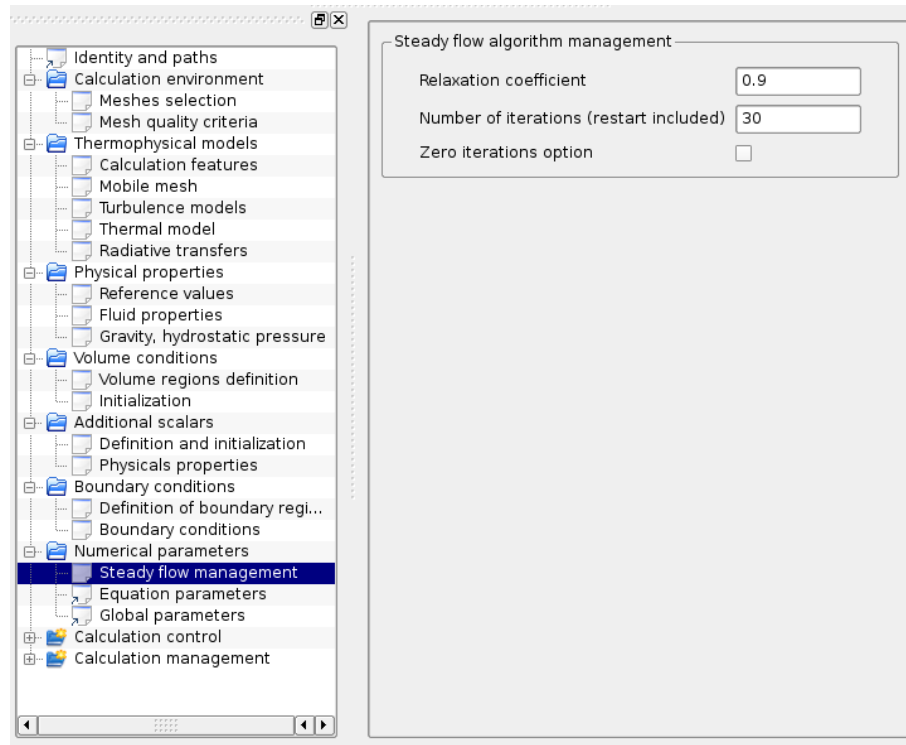 Identity and paths
Calculation environment
Meshes selection
Mesh quality criteria
Thermophysical models
Calculation features
Mobile mesh
Turbulence models
Thermal model
Radiative transfers
Physical properties
Reference values
Fluid properties
Gravity, hydrostatic pressure
Volume conditions
Volume regions definition
Initialization
Additional scalars
Definition and initialization
Physicals properties
Boundary conditions
Definition of boundary regi...
Boundary conditions
Numerical parameters
Steady flow management
Equation parameters
Global parameters
Calculation control
Calculation management
Steady flow algorithm management
Relaxation coefficient 0.9
Number of iterations (restart included) 30
Zero iterations option